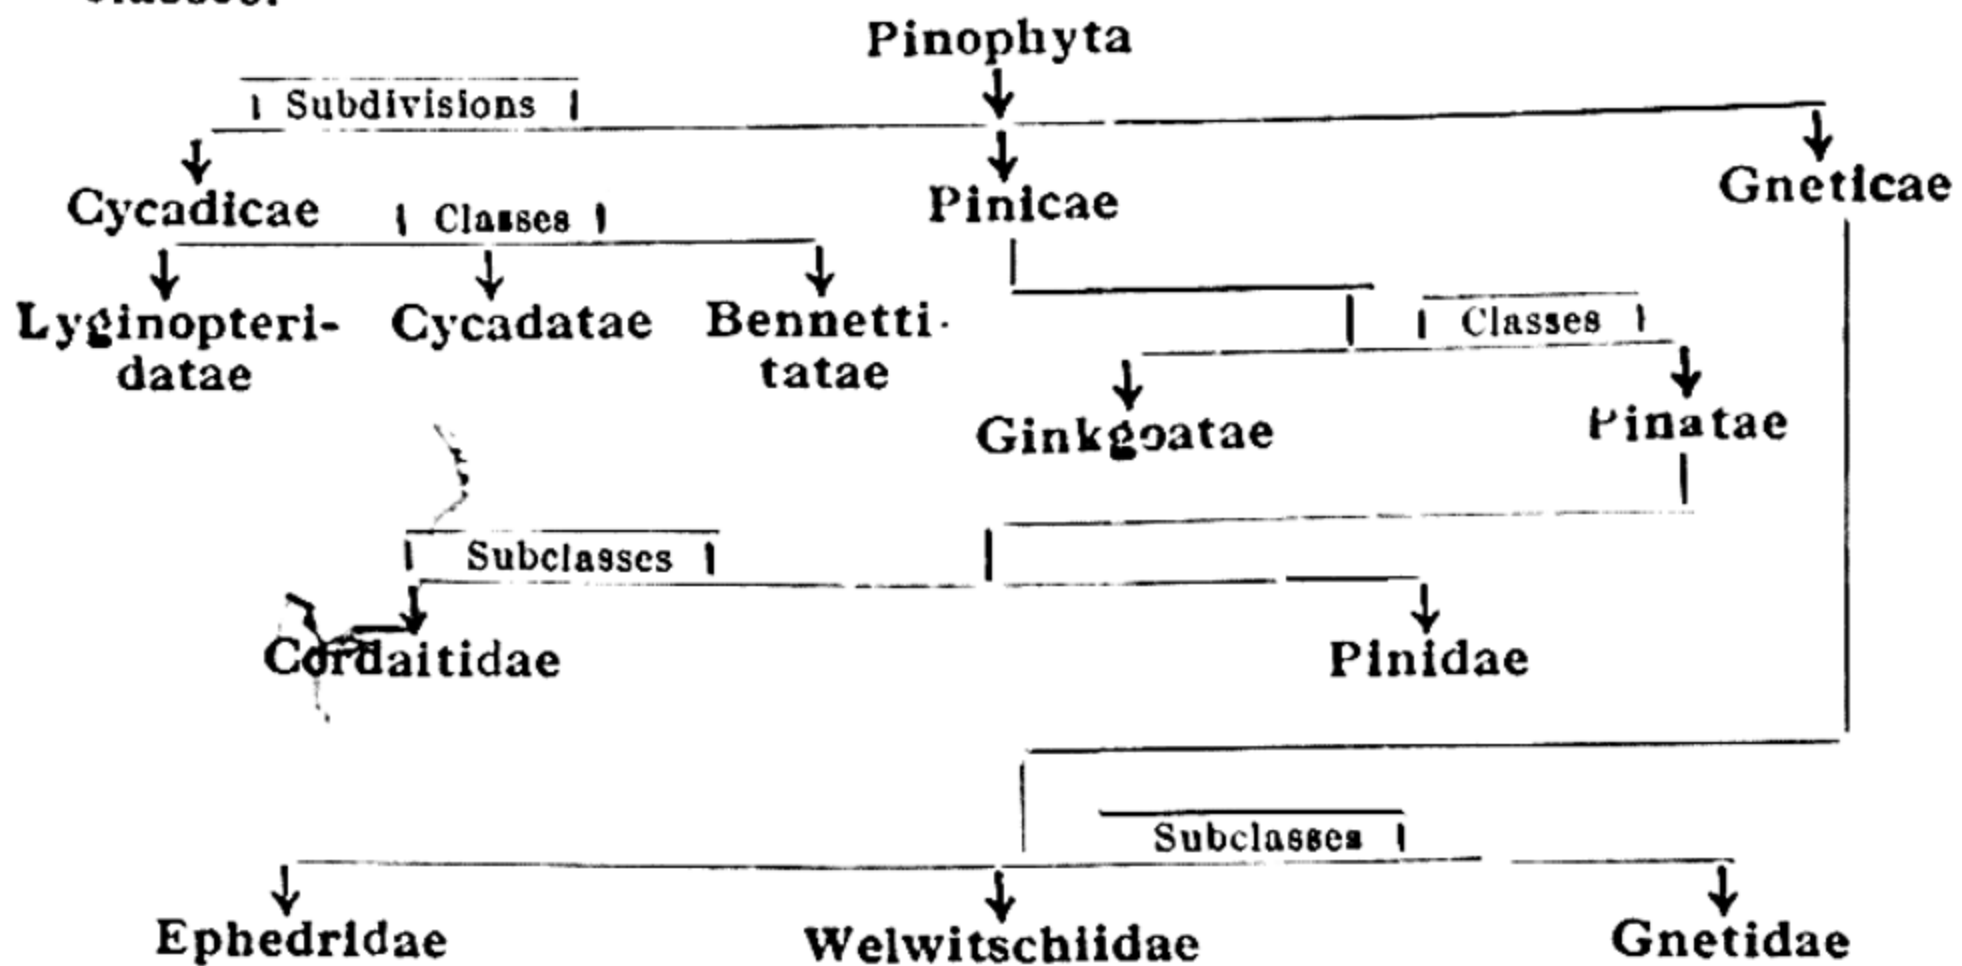 Pinophyta
Subdivisions
Cycadicae
Pinicae
Gneticae
Classes
Lyginopteri-
datae
Cycadatae
Bennetti-
tatae
Classes
Ginkgoatae
Pinatae
Subclasses
Cordaitidae
Pinidae
Subclasses
Ephedridae
Welwitschiidae
Gnetidae